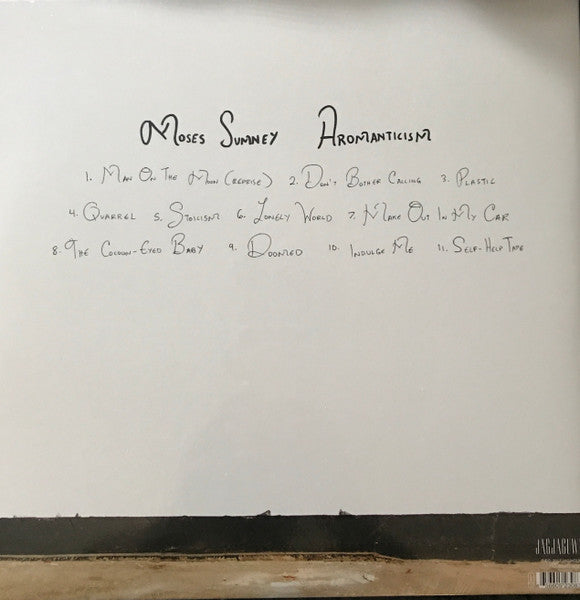 Moses Sumney Aromanticism
1. Man On The Moon (reprise) 2. Don't Bother Calling 3. Plastic
4. Quarrel 5. Stoicism 6. Lonely World 7. Make Out In My Car
8. The Cocoon-Eyed Baby 9. Doomed 10. Indulge Me 11. Self-Help Tape
JAGJAGUW